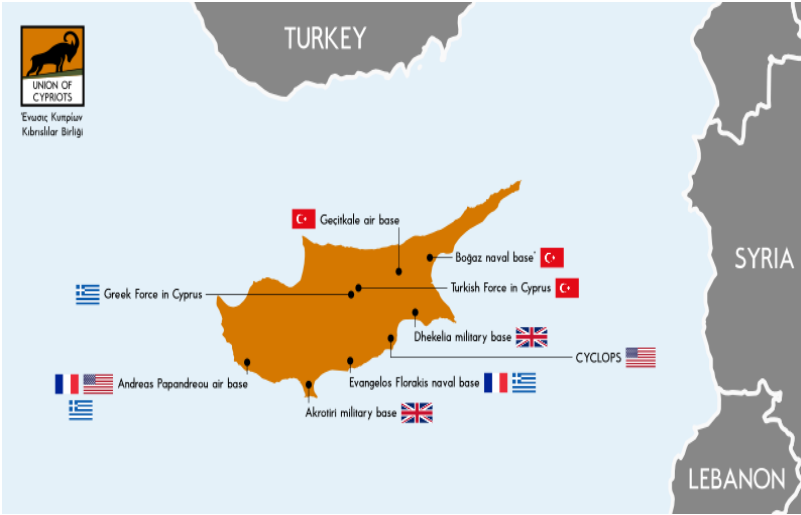 TURKEY
UNION OF
CYPRIOTS
Ένωσις Κυπρίων
Kıbrıslılar Birliği
Geçitkale air base
Boğaz naval base*
SYRIA
Greek Force in Cyprus
Turkish Force in Cyprus
Dhekelia military base
CYCLOPS
Andreas Papandreou air base
Evangelos Florakis naval base
Akrotiri military base
LEBANON